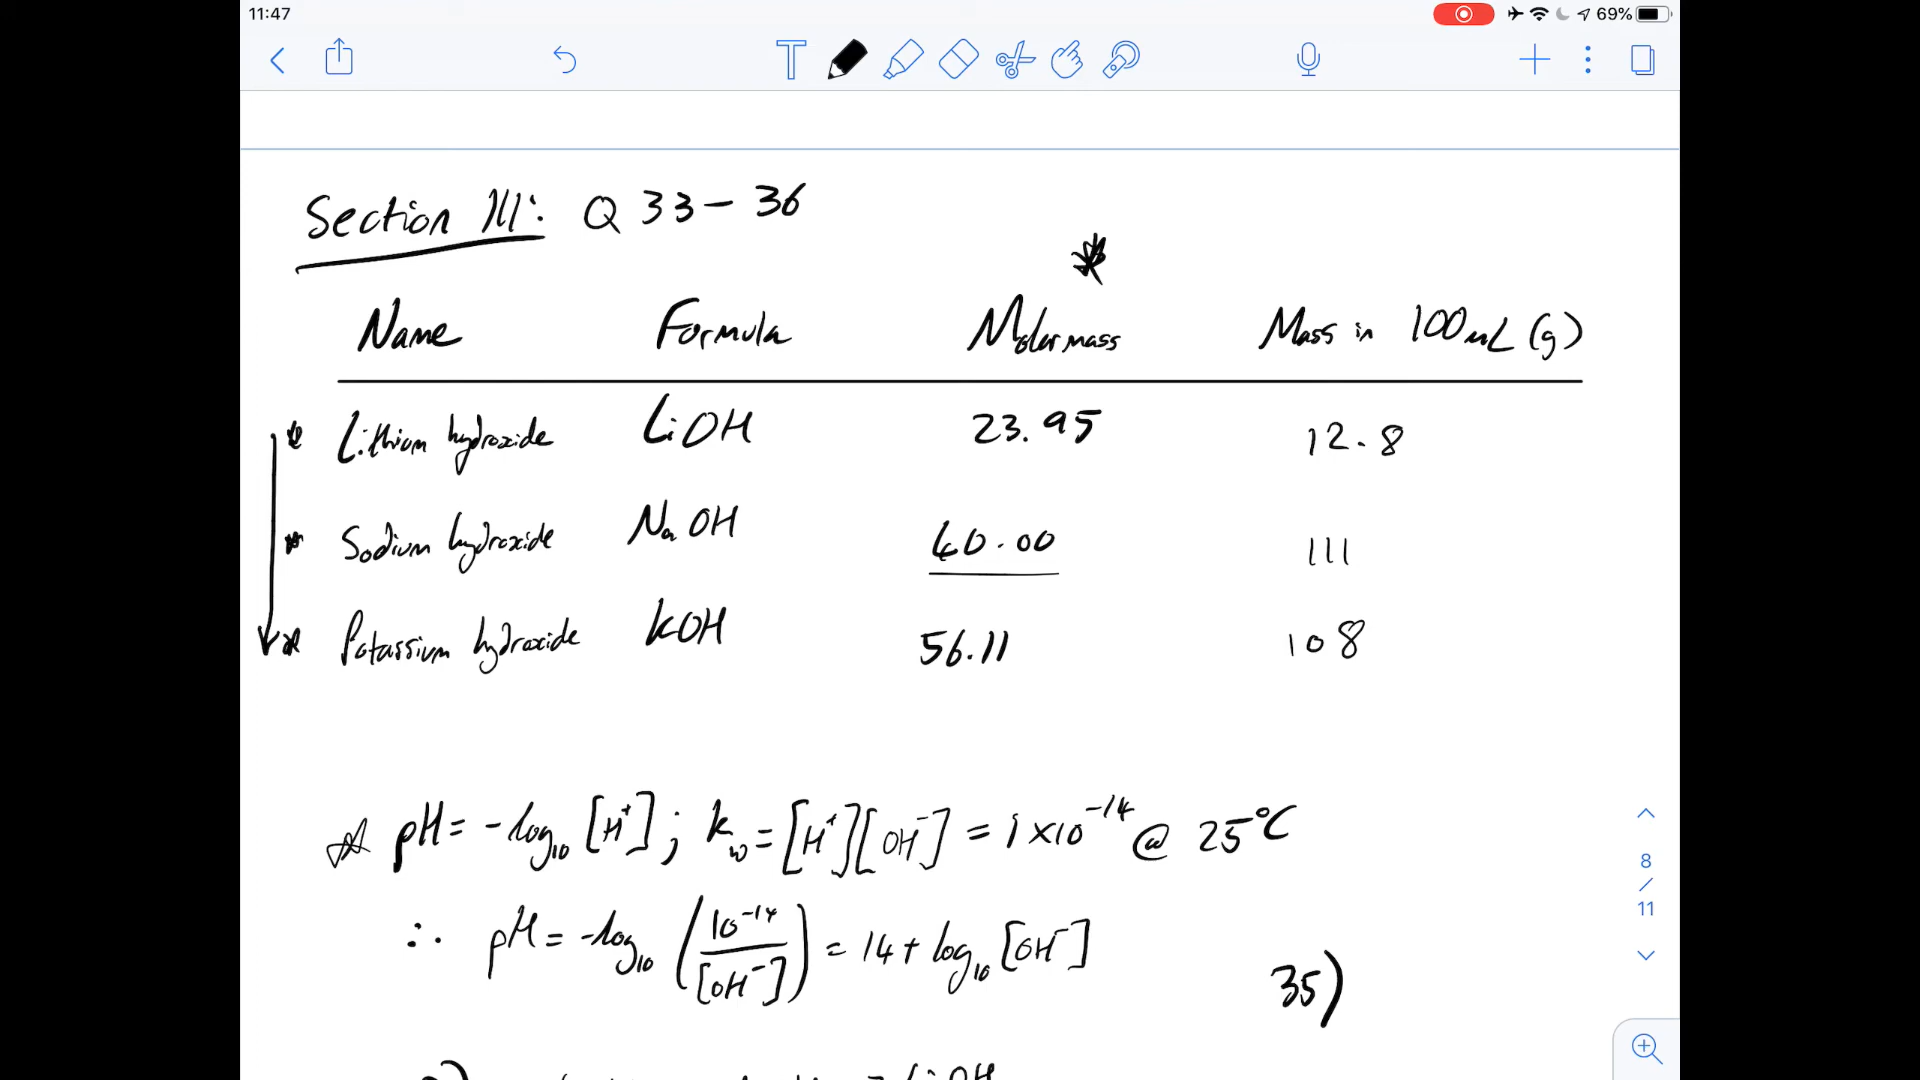 11:47
69%
T
Section III: Q 33-36
Name Formula Molar mass Mass in 100mL (g)
Lithium hydroxide LiOH 23.95 12.8
Sodium hydroxide NaOH 40.00 111
Potassium hydroxide KOH 56.11 108
pH = -log₁₀ [H⁺] ; kw = [H⁺][OH⁻] = 1×10⁻¹⁴ @ 25°C
∴ pH = -log₁₀ (10⁻¹⁴/[OH⁻]) = 14 + log₁₀ [OH⁻]
35)
8
/
11